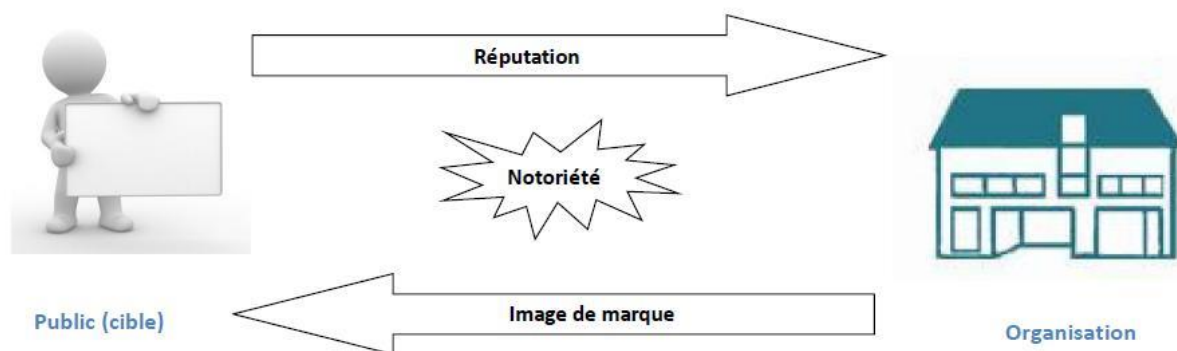 Réputation
Notoriété
Image de marque
Public (cible)
Organisation